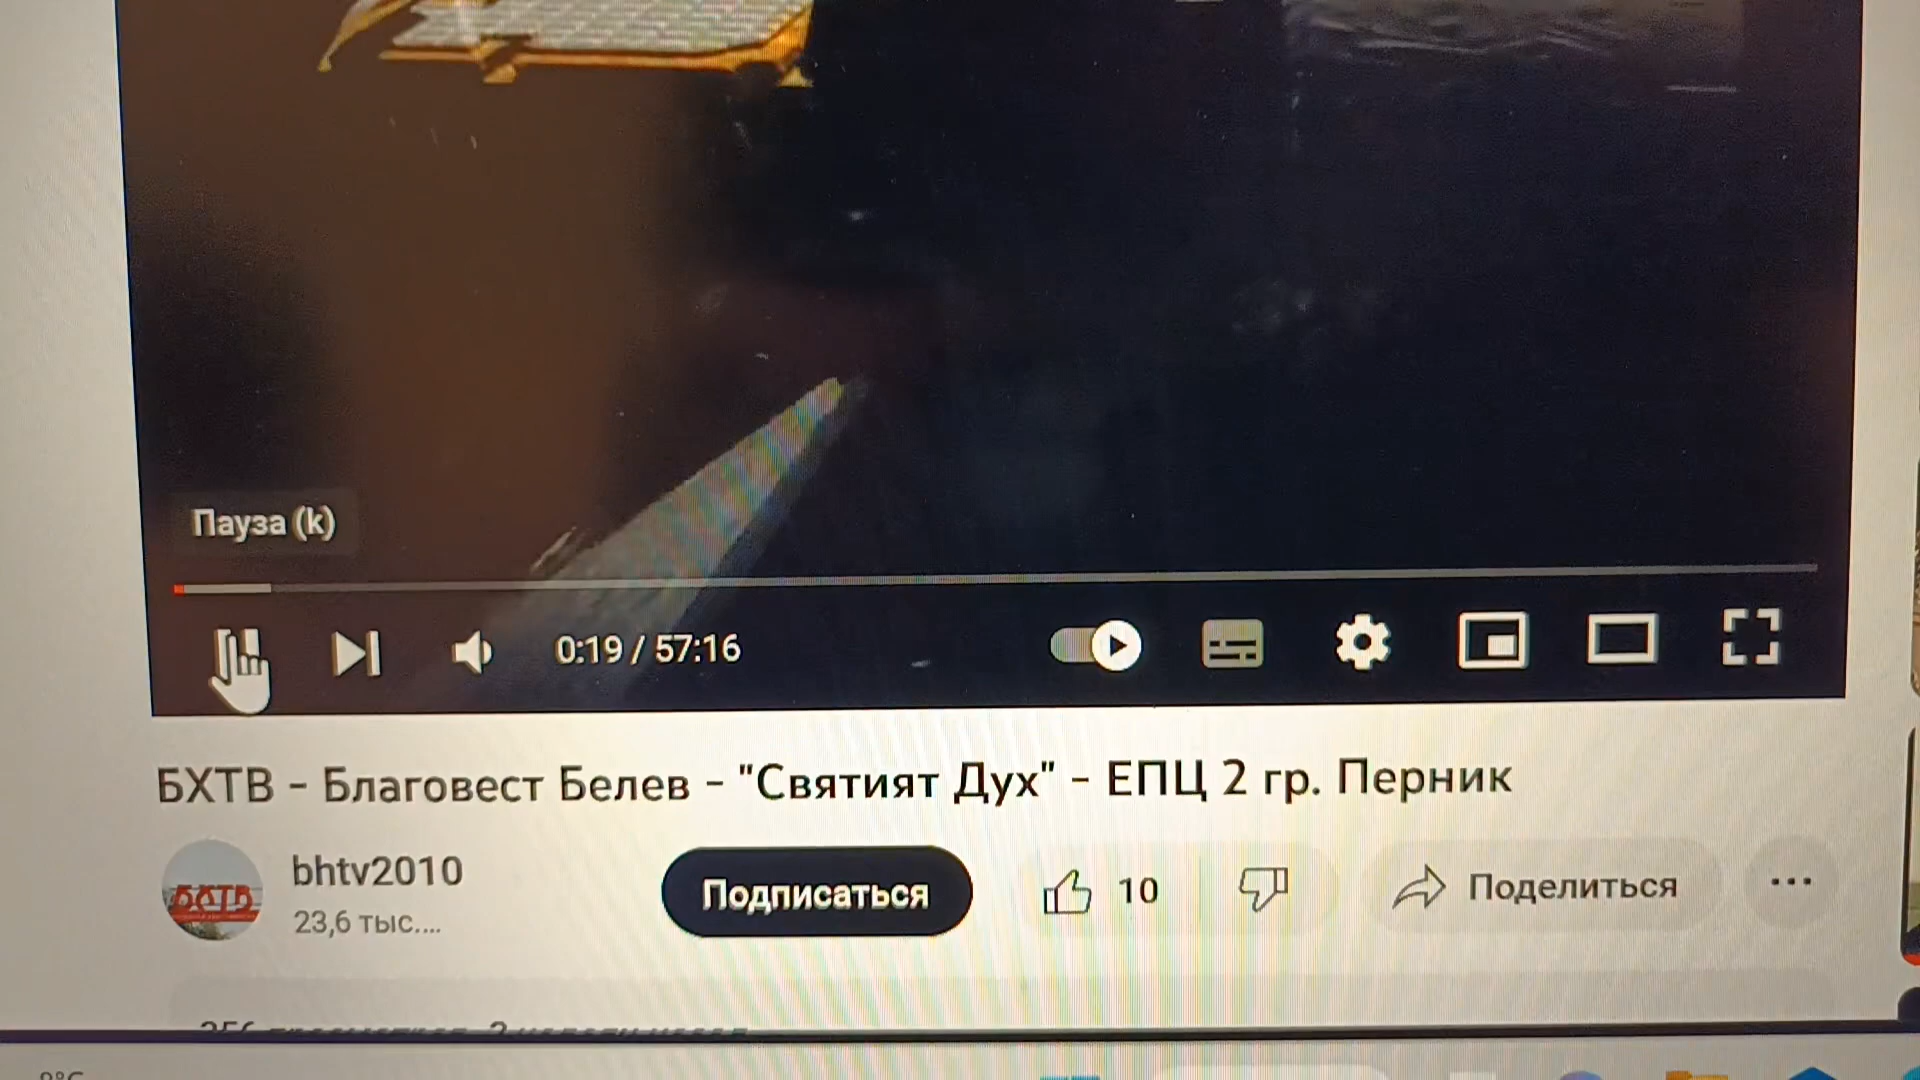 Пауза (k)
0:19 / 57:16
БХТВ - Благовест Белев - "Святият Дух" - ЕПЦ 2 гр. Перник
bhtv2010
БХТВ
23,6 тыс....
Подписаться
10
Поделиться